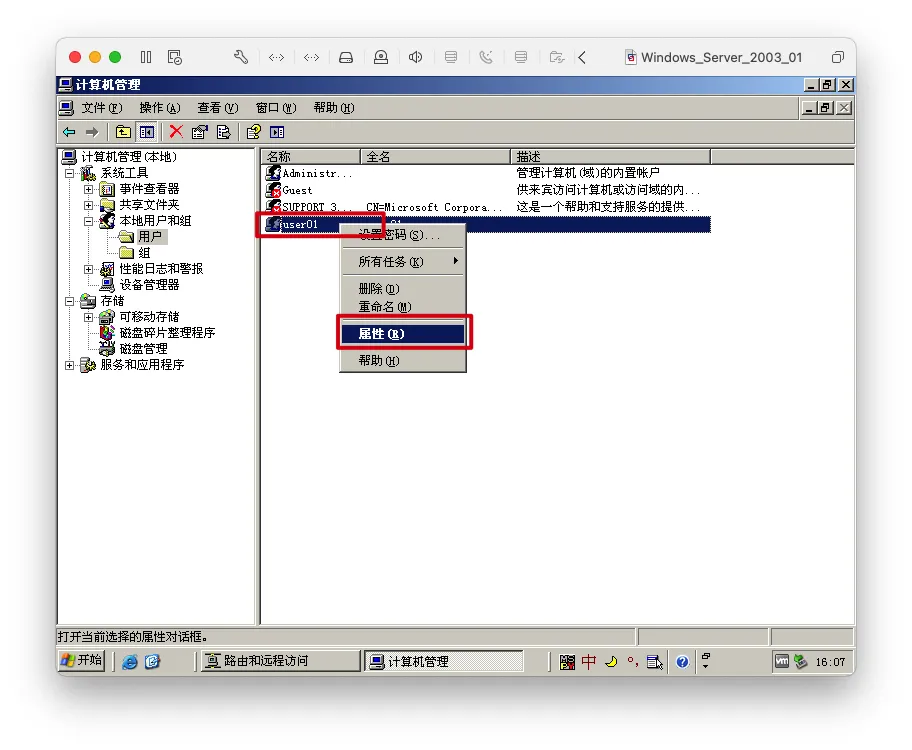 Windows_Server_2003_01
计算机管理
文件(F) 操作(A) 查看(V) 窗口(W) 帮助(H)
计算机管理(本地)
系统工具
事件查看器
共享文件夹
本地用户和组
用户
组
性能日志和警报
设备管理器
存储
可移动存储
磁盘碎片整理程序
磁盘管理
服务和应用程序
名称 全名 描述
Administr... 管理计算机(域)的内置帐户
Guest 供来宾访问计算机或访问域的内...
SUPPORT_3... CN=Microsoft Corpora... 这是一个帮助和支持服务的提供...
user01
设置密码(S)...
所有任务(K)
删除(D)
重命名(M)
属性(R)
帮助(H)
打开当前选择的属性对话框。
开始 路由和远程访问 计算机管理 中 vm 16:07